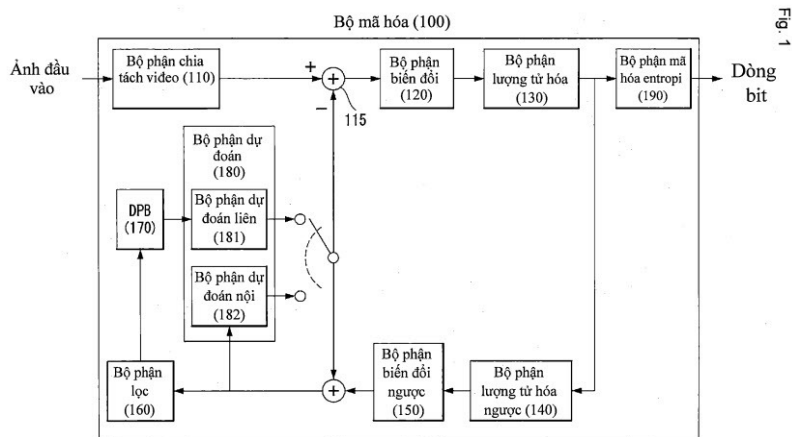 Fig. 1
Bộ mã hóa (100)
Ảnh đầu
vào
Bộ phận chia
tách video (110)
+
−
115
Bộ phận
biến đổi
(120)
Bộ phận
lượng tử hóa
(130)
Bộ phận mã
hóa entropi
(190)
Dòng
bit
Bộ phận dự
đoán
(180)
DPB
(170)
Bộ phận dự
đoán liên
(181)
Bộ phận dự
đoán nội
(182)
Bộ phận
lọc
(160)
+
Bộ phận
biến đổi
ngược
(150)
Bộ phận
lượng tử hóa
ngược (140)